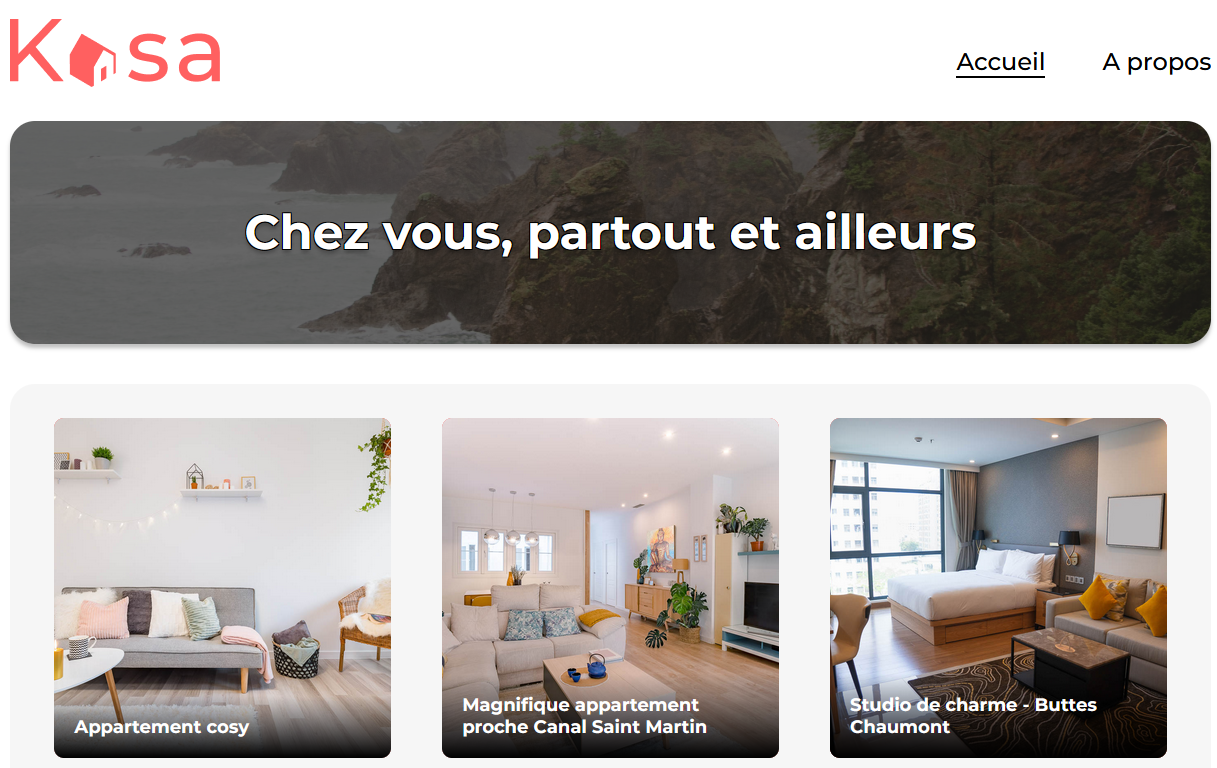 Kasa
Accueil
A propos
Chez vous, partout et ailleurs
Appartement cosy
Magnifique appartement
proche Canal Saint Martin
Studio de charme - Buttes
Chaumont